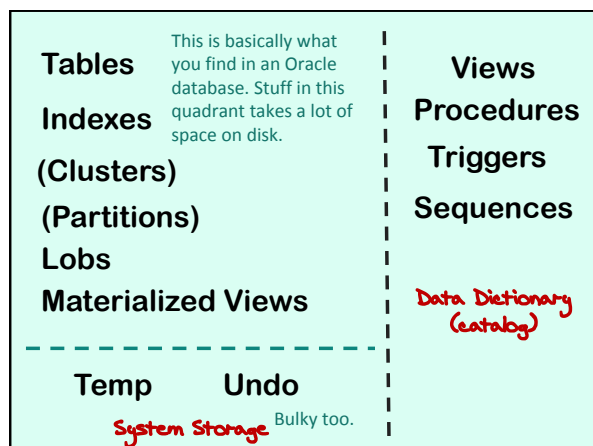 Tables
This is basically what
you find in an Oracle
database. Stuff in this
quadrant takes a lot of
space on disk.
Indexes
(Clusters)
(Partitions)
Lobs
Materialized Views
Views
Procedures
Triggers
Sequences
Data Dictionary
(catalog)
Temp Undo
System Storage Bulky too.